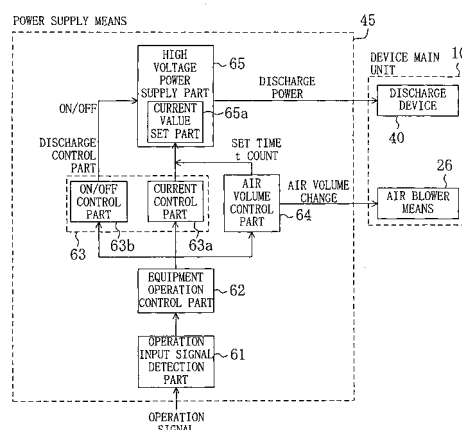 POWER SUPPLY MEANS
45
HIGH
VOLTAGE
POWER
SUPPLY PART
65
CURRENT
VALUE
SET PART
65a
DISCHARGE
POWER
DEVICE MAIN
UNIT
10
DISCHARGE
DEVICE
40
ON/OFF
DISCHARGE
CONTROL
PART
SET TIME
t COUNT
26
ON/OFF
CONTROL
PART
CURRENT
CONTROL
PART
AIR
VOLUME
CONTROL
PART
AIR VOLUME
CHANGE
AIR BLOWER
MEANS
64
63
63b
63a
EQUIPMENT
OPERATION
CONTROL PART
62
OPERATION
INPUT SIGNAL
DETECTION
PART
61
OPERATION
SIGNAL